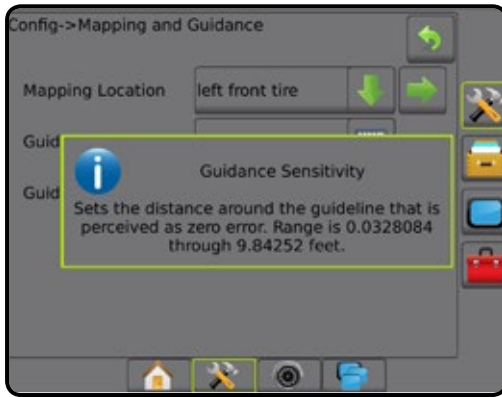 Config->Mapping and Guidance
Mapping Location
left front tire
Guid
Guid
Guidance Sensitivity
Sets the distance around the guideline that is
perceived as zero error. Range is 0.0328084
through 9.84252 feet.